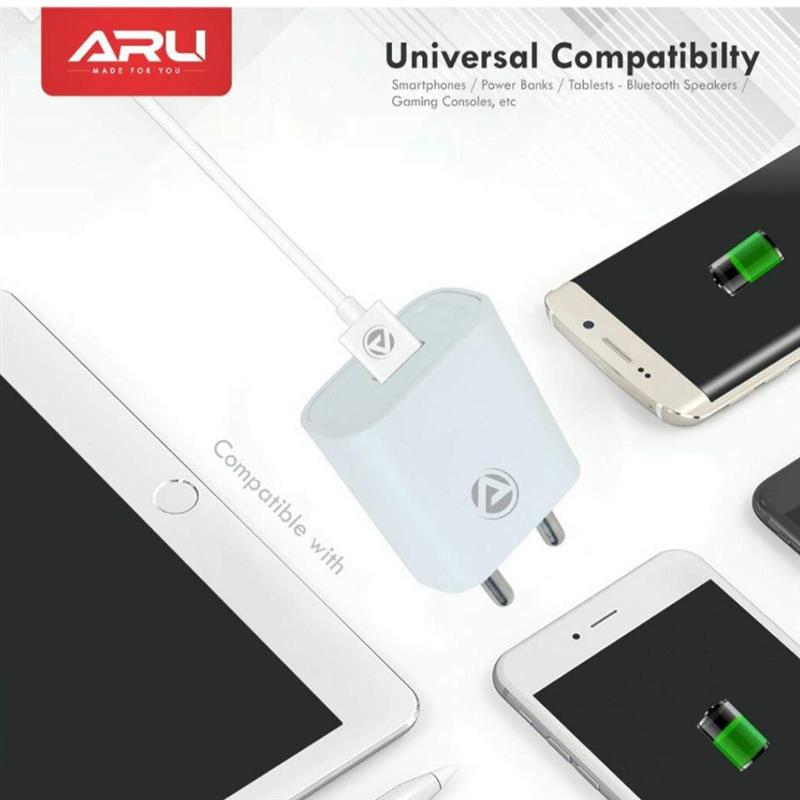 ARU
MADE FOR YOU
Universal Compatibilty
Smartphones / Power Banks / Tablests - Bluetooth Speakers /
Gaming Consoles, etc
Compatible with